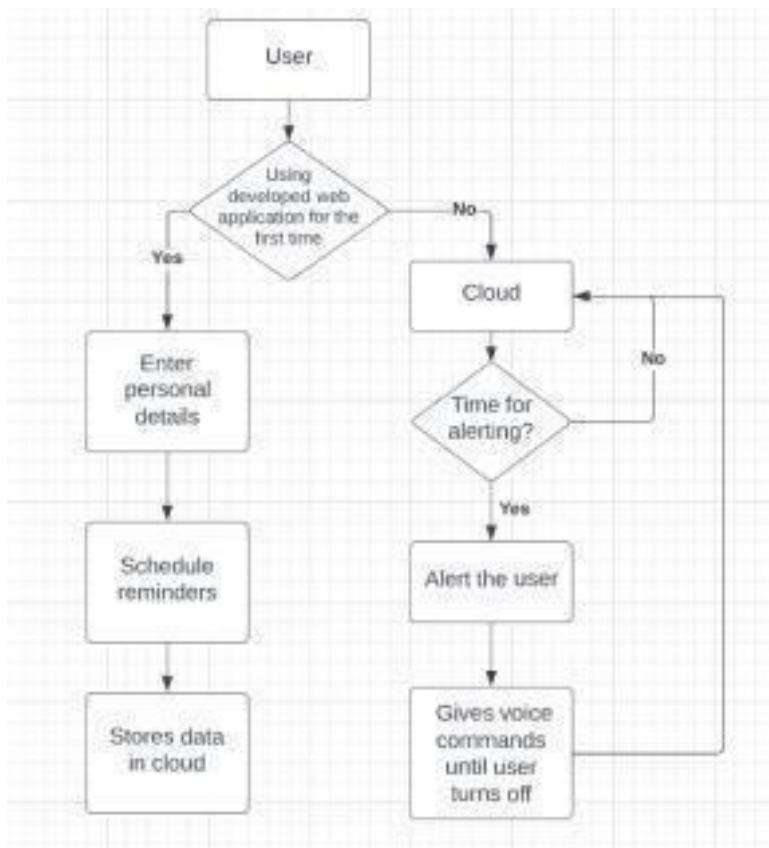 User
Using
developed web
application for the
first time
No
Yes
Cloud
Enter
personal
details
No
Time for
alerting?
Yes
Schedule
reminders
Alert the user
Stores data
in cloud
Gives voice
commands
until user
turns off